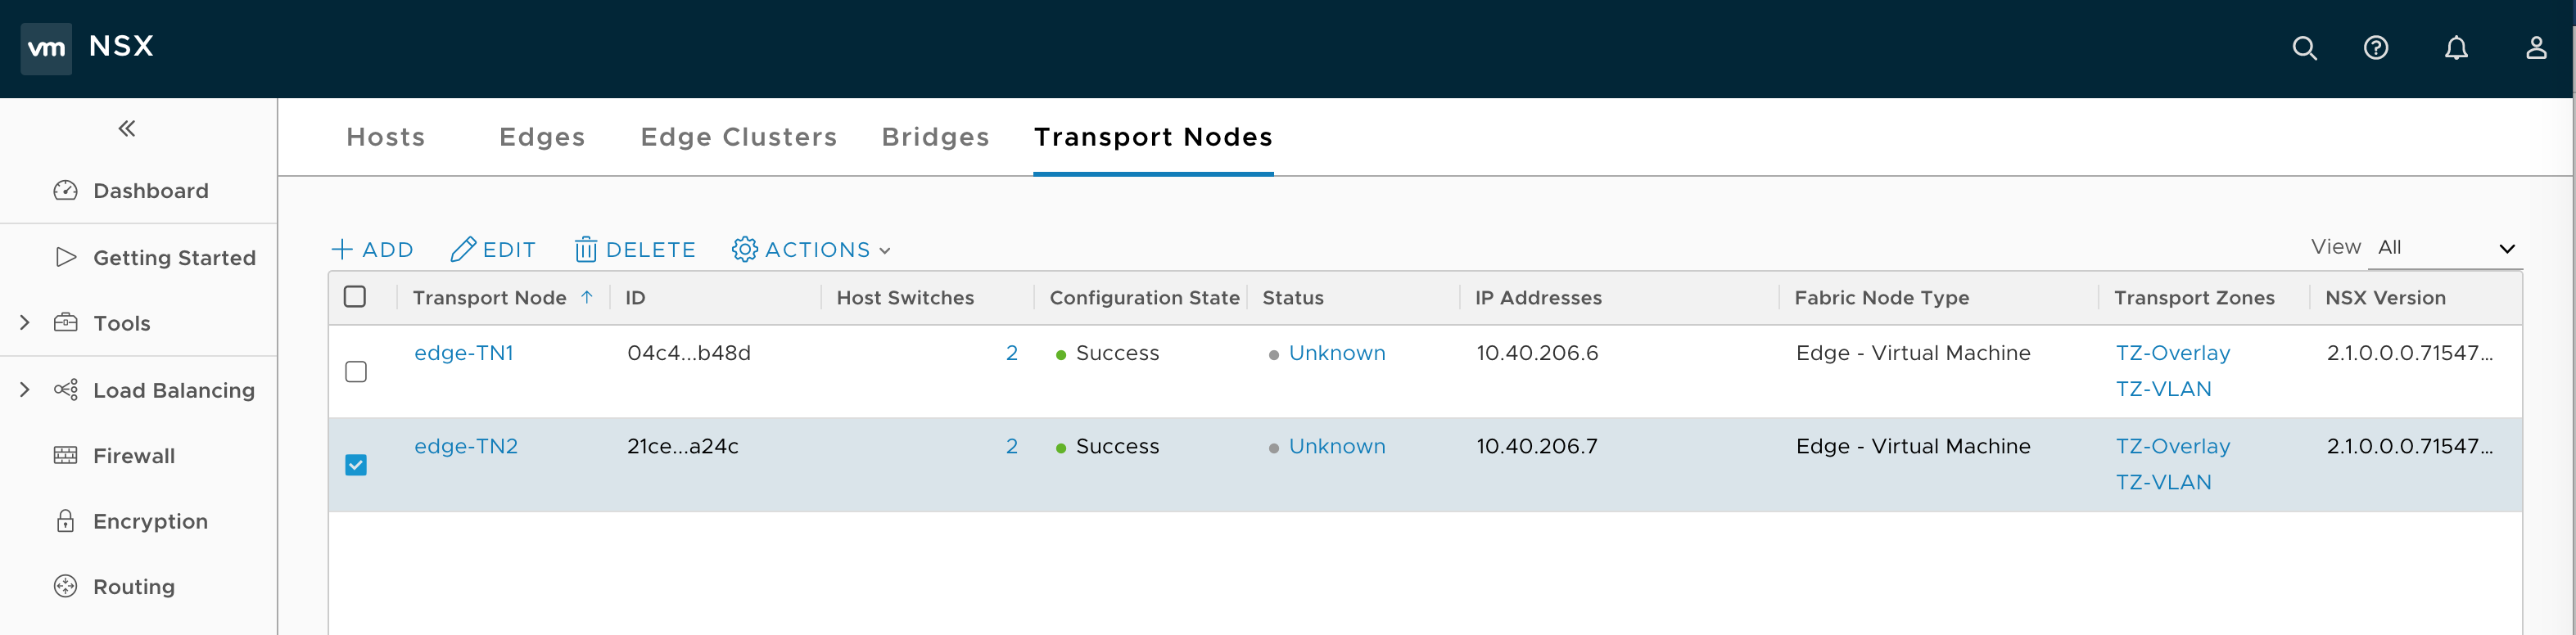 vm NSX
Dashboard
Getting Started
Tools
Load Balancing
Firewall
Encryption
Routing
Hosts Edges Edge Clusters Bridges Transport Nodes
ADD EDIT DELETE ACTIONS View All
Transport Node ID Host Switches Configuration State Status IP Addresses Fabric Node Type Transport Zones NSX Version
edge-TN1 04c4...b48d 2 Success Unknown 10.40.206.6 Edge - Virtual Machine TZ-Overlay 2.1.0.0.0.71547...
TZ-VLAN
edge-TN2 21ce...a24c 2 Success Unknown 10.40.206.7 Edge - Virtual Machine TZ-Overlay 2.1.0.0.0.71547...
TZ-VLAN